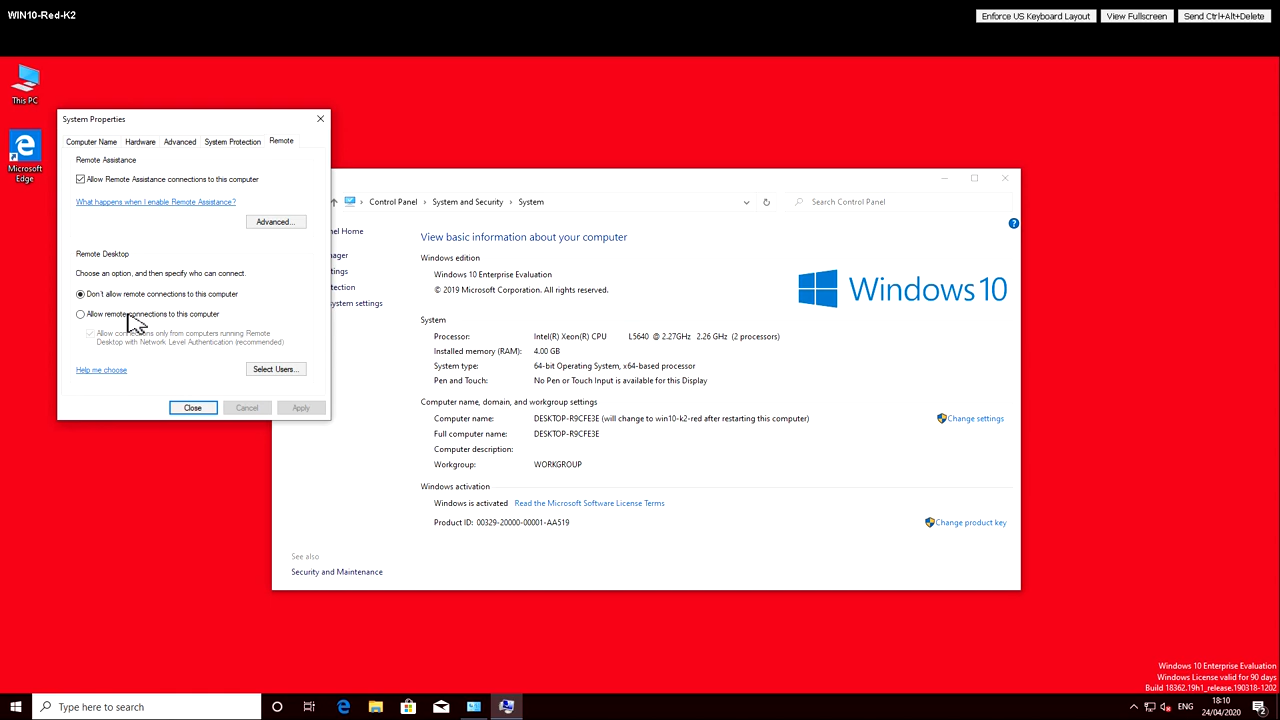 WIN10-Red-K2
Enforce US Keyboard Layout
View Fullscreen
Send Ctrl+Alt+Delete
This PC
Microsoft
Edge
System Properties
Computer Name
Hardware
Advanced
System Protection
Remote
Remote Assistance
Allow Remote Assistance connections to this computer
What happens when I enable Remote Assistance?
Advanced...
Remote Desktop
Choose an option, and then specify who can connect.
Don't allow remote connections to this computer
Allow remote connections to this computer
Allow connections only from computers running Remote
Desktop with Network Level Authentication (recommended)
Help me choose
Select Users...
Close
Cancel
Apply
Control Panel
System and Security
System
Search Control Panel
Home
ction
ystem settings
View basic information about your computer
Windows edition
Windows 10 Enterprise Evaluation
© 2019 Microsoft Corporation. All rights reserved.
Windows 10
System
Processor: Intel(R) Xeon(R) CPU L5640 @ 2.27GHz 2.26 GHz (2 processors)
Installed memory (RAM): 4.00 GB
System type: 64-bit Operating System, x64-based processor
Pen and Touch: No Pen or Touch Input is available for this Display
Computer name, domain, and workgroup settings
Computer name: DESKTOP-R9CFE3E (will change to win10-k2-red after restarting this computer)
Change settings
Full computer name: DESKTOP-R9CFE3E
Computer description:
Workgroup: WORKGROUP
Windows activation
Windows is activated Read the Microsoft Software License Terms
Product ID: 00329-20000-00001-AA519
Change product key
See also
Security and Maintenance
Windows 10 Enterprise Evaluation
Windows License valid for 90 days
Build 18362.19h1_release.190318-1202
Type here to search
ENG
18:10
24/04/2020
2